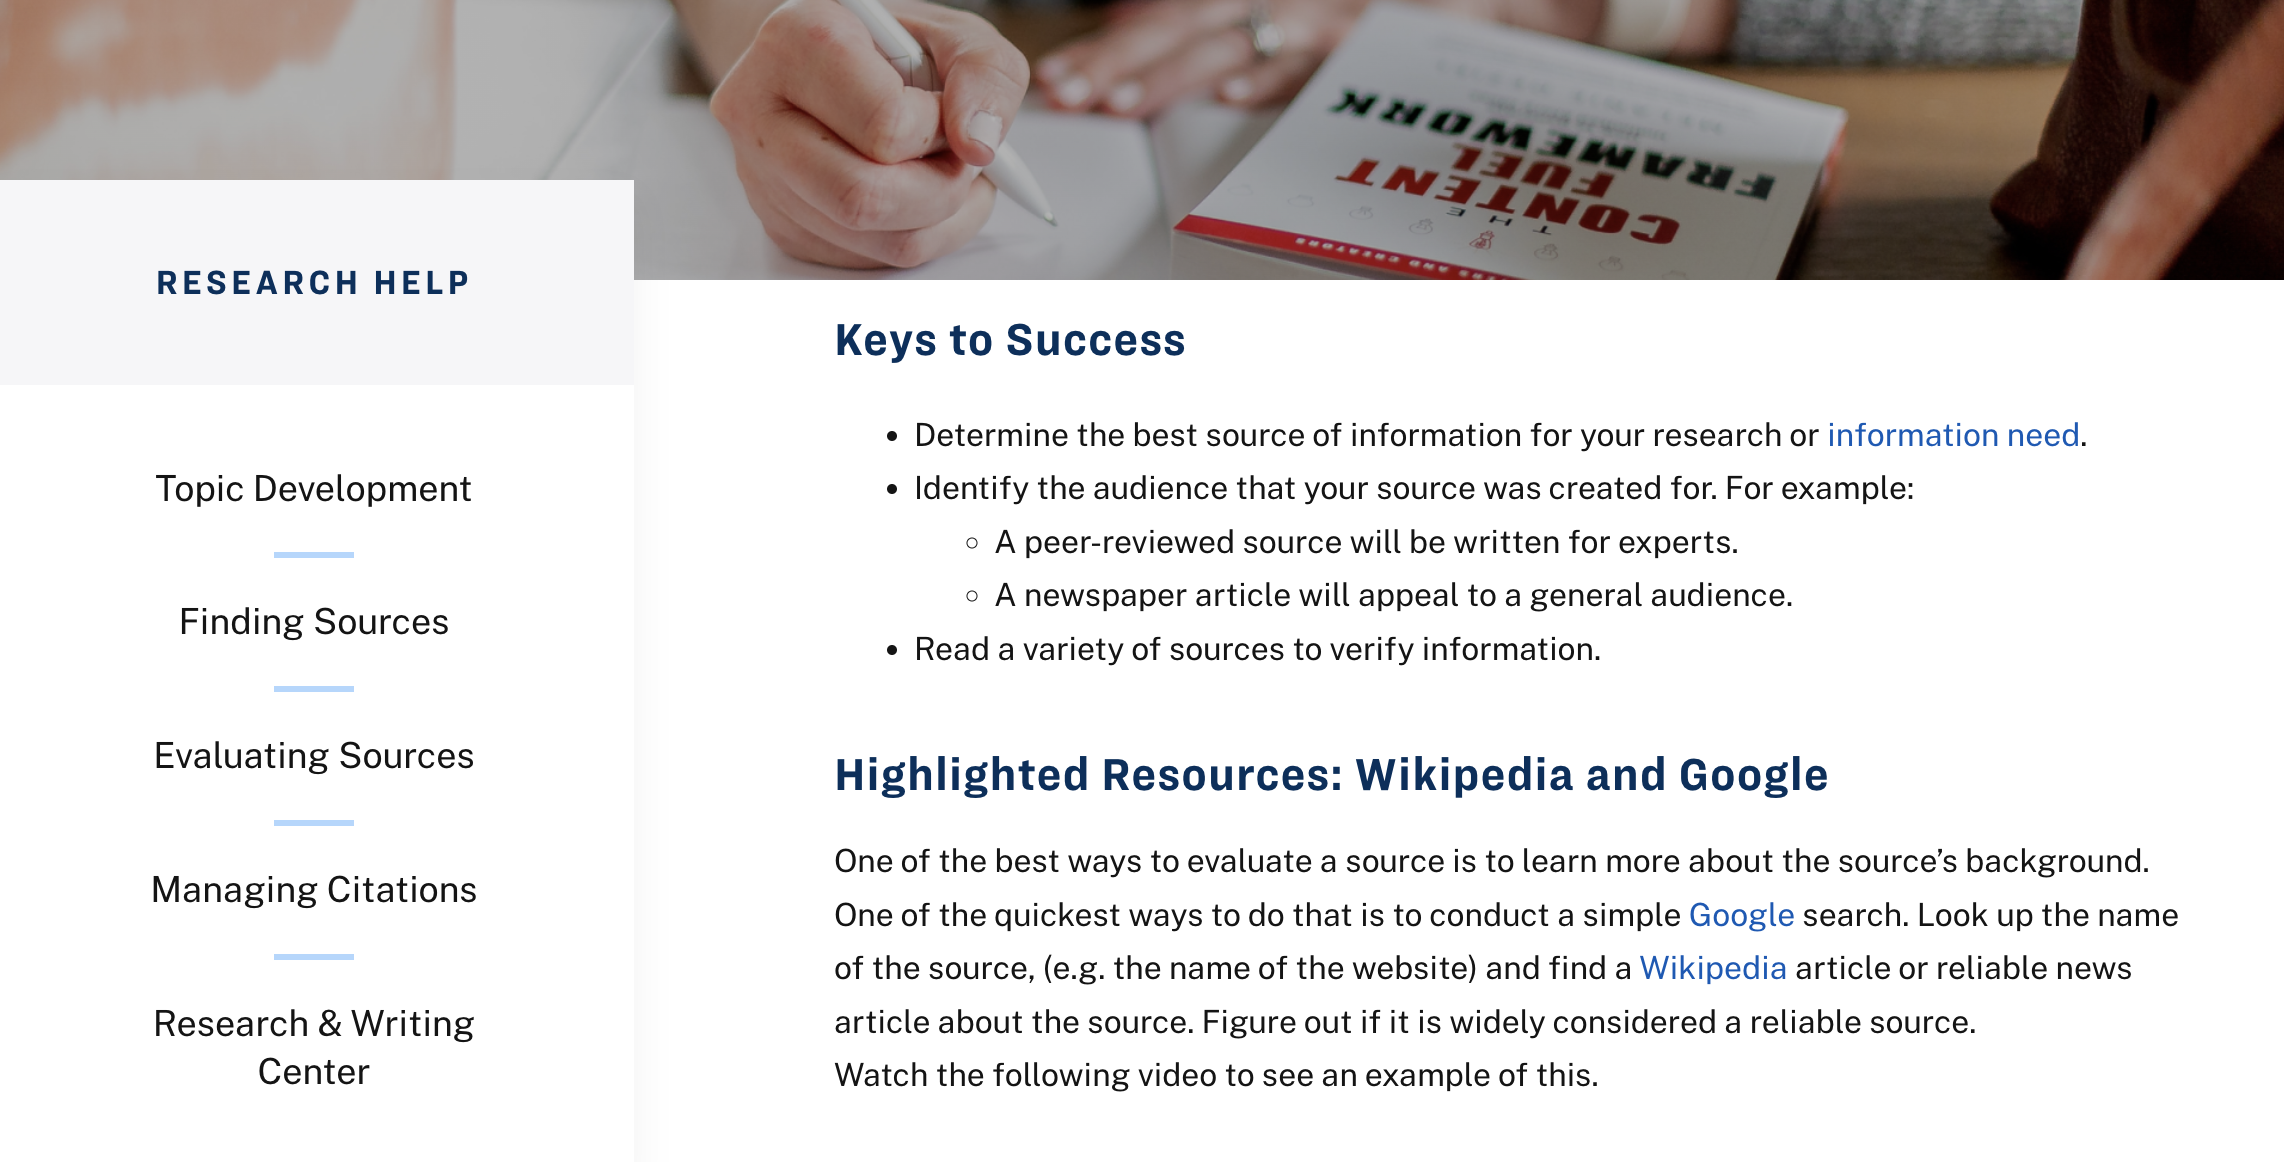 THE
CONTENT
FUEL
FRAMEWORK
AND CREATORS
RESEARCH HELP
Topic Development
Finding Sources
Evaluating Sources
Managing Citations
Research & Writing
Center
Keys to Success
• Determine the best source of information for your research or information need.
• Identify the audience that your source was created for. For example:
◦ A peer-reviewed source will be written for experts.
◦ A newspaper article will appeal to a general audience.
• Read a variety of sources to verify information.
Highlighted Resources: Wikipedia and Google
One of the best ways to evaluate a source is to learn more about the source’s background.
One of the quickest ways to do that is to conduct a simple Google search. Look up the name
of the source, (e.g. the name of the website) and find a Wikipedia article or reliable news
article about the source. Figure out if it is widely considered a reliable source.
Watch the following video to see an example of this.